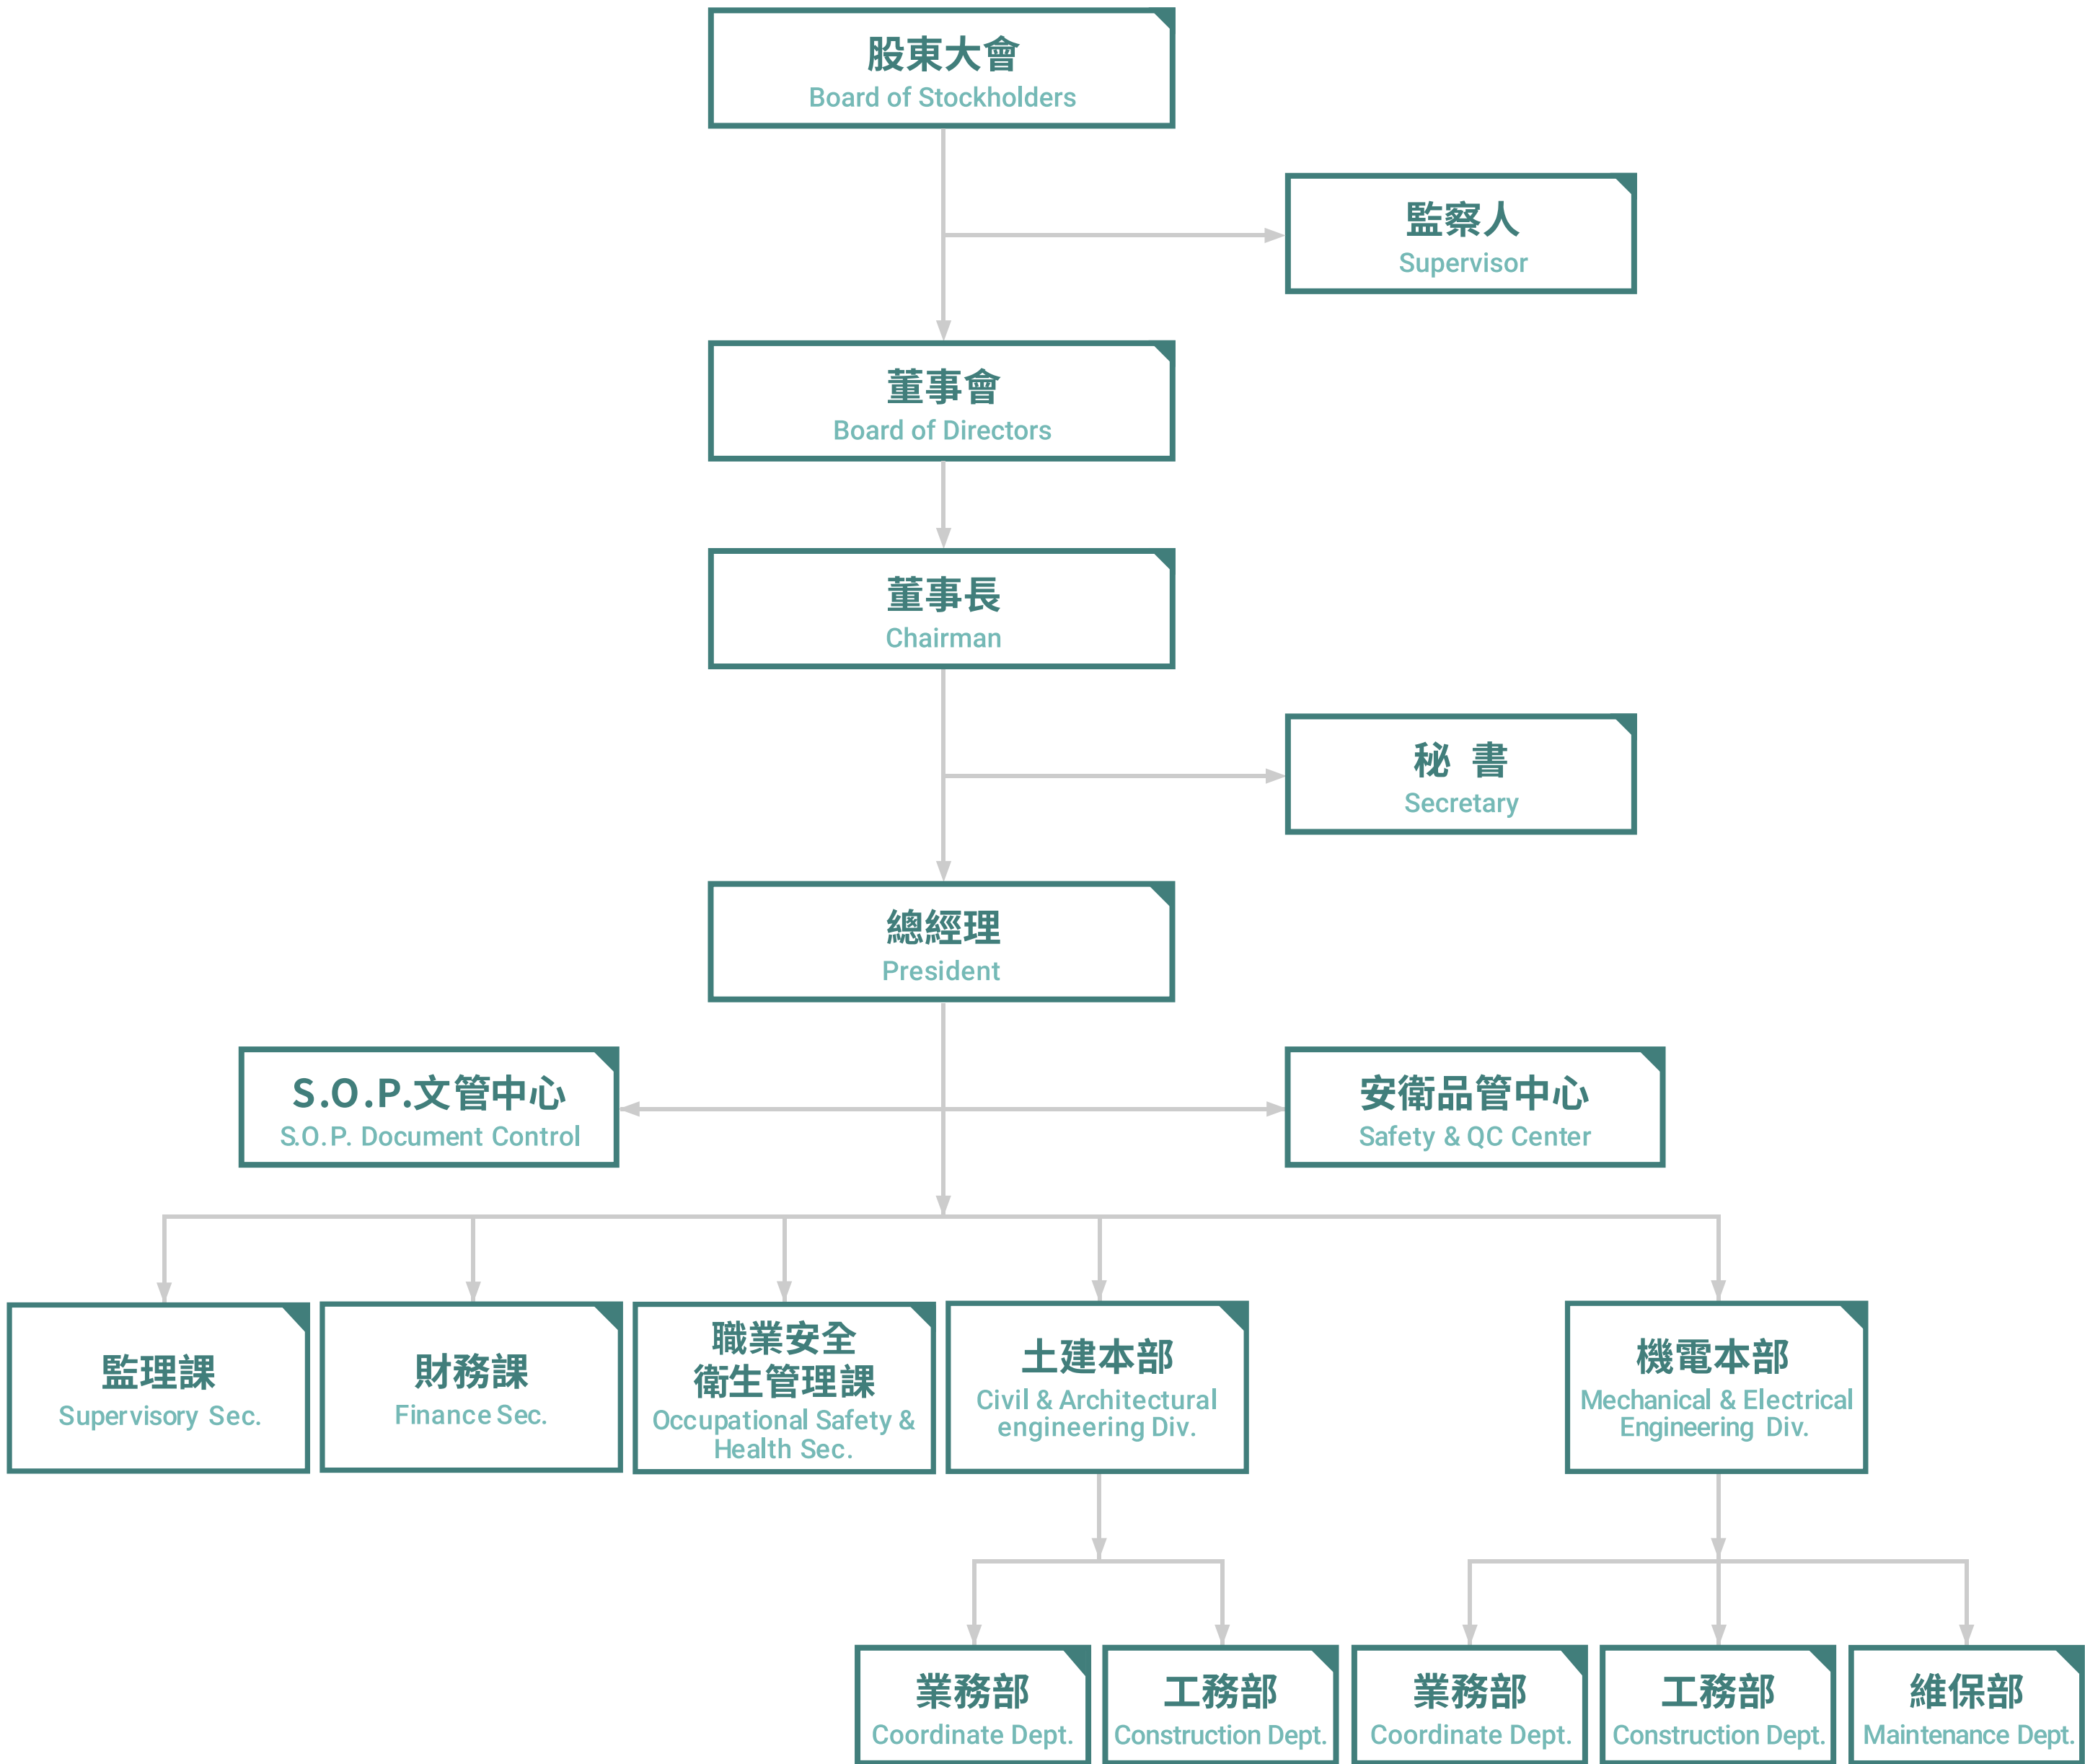 股東大會
Board of Stockholders
監察人
Supervisor
董事會
Board of Directors
董事長
Chairman
秘 書
Secretary
總經理
President
S.O.P.文管中心
S.O.P. Document Control
安衛品管中心
Safety & QC Center
監理課
Supervisory Sec.
財務課
Finance Sec.
職業安全
衛生管理課
Occupational Safety &
Health Sec.
土建本部
Civil & Architectural
engineering Div.
機電本部
Mechanical & Electrical
Engineering Div.
業務部
Coordinate Dept.
工務部
Construction Dept.
業務部
Coordinate Dept.
工務部
Construction Dept.
維保部
Maintenance Dept.